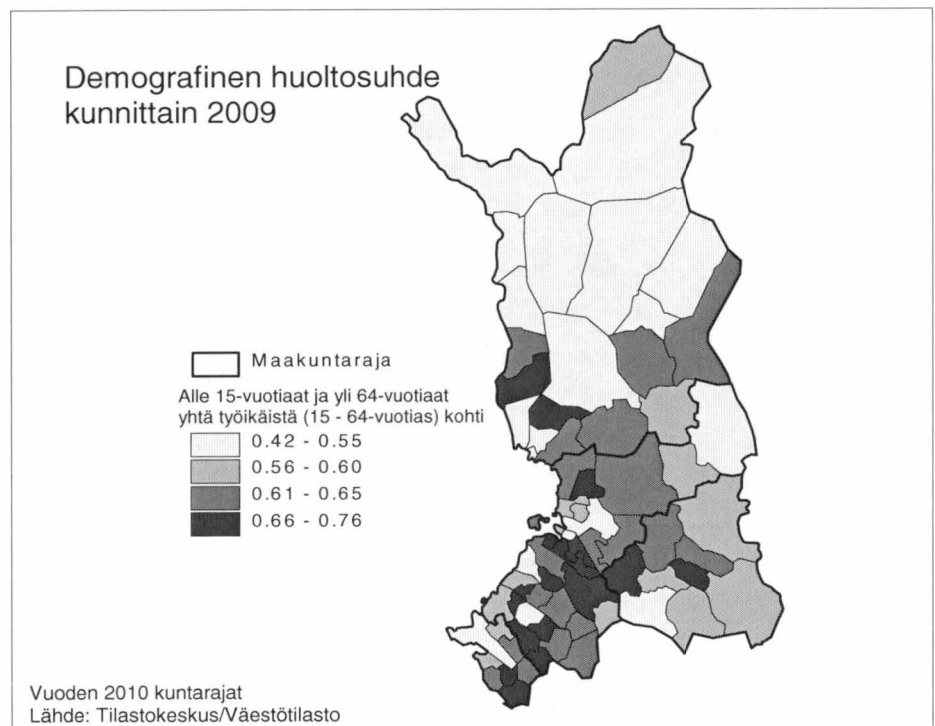 Demografinen huoltosuhde
kunnittain 2009
Maakuntaraja
Alle 15-vuotiaat ja yli 64-vuotiaat
yhtä työikäistä (15 - 64-vuotias) kohti
0.42 - 0.55
0.56 - 0.60
0.61 - 0.65
0.66 - 0.76
Vuoden 2010 kuntarajat
Lähde: Tilastokeskus/Väestötilasto